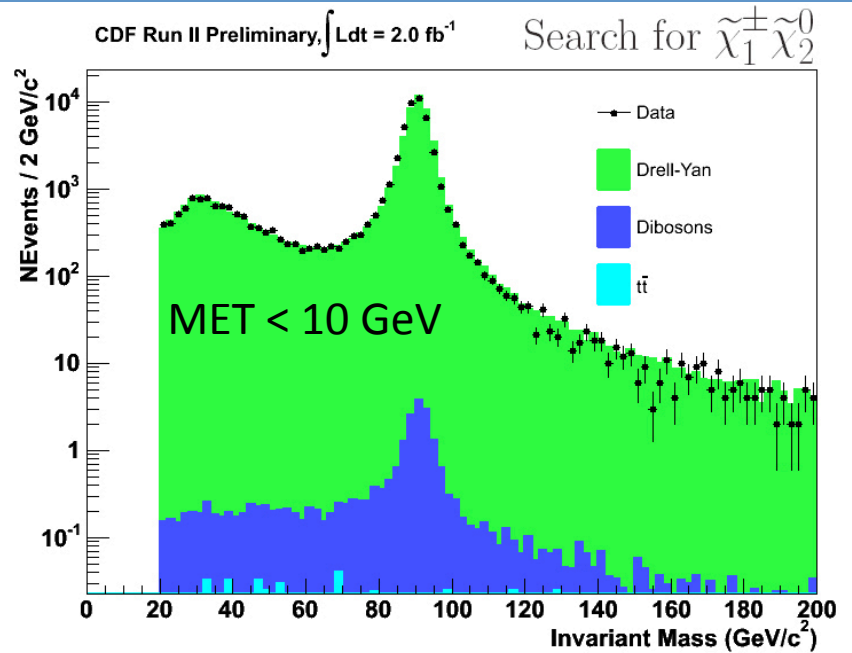 CDF Run II Preliminary, ∫Ldt = 2.0 fb⁻¹
Search for χ̃₁^± χ̃₂⁰
NEvents / 2 GeV/c²
10⁴
10³
10²
10
1
10⁻¹
Data
Drell-Yan
Dibosons
tt̄
MET < 10 GeV
0 20 40 60 80 100 120 140 160 180 200
Invariant Mass (GeV/c²)